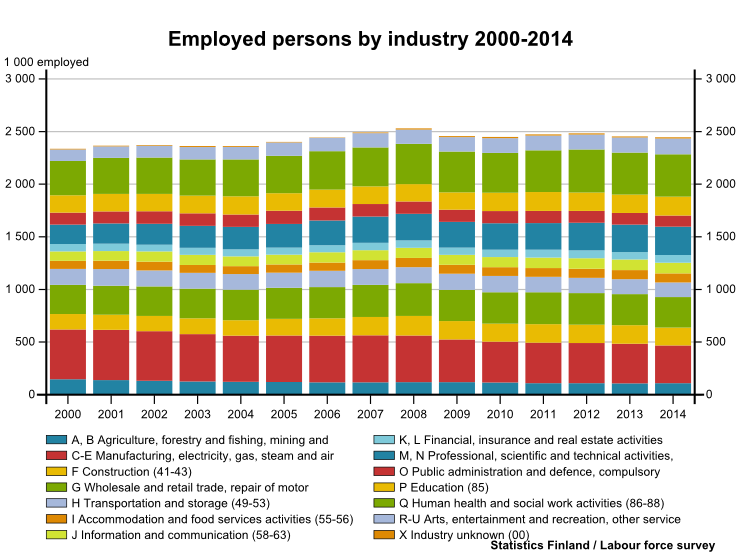 Employed persons by industry 2000-2014
1 000 employed
3 000 3 000
2 500 2 500
2 000 2 000
1 500 1 500
1 000 1 000
500 500
0 0
2000 2001 2002 2003 2004 2005 2006 2007 2008 2009 2010 2011 2012 2013 2014
A, B Agriculture, forestry and fishing, mining and
C-E Manufacturing, electricity, gas, steam and air
F Construction (41-43)
G Wholesale and retail trade, repair of motor
H Transportation and storage (49-53)
I Accommodation and food services activities (55-56)
J Information and communication (58-63)
K, L Financial, insurance and real estate activities
M, N Professional, scientific and technical activities,
O Public administration and defence, compulsory
P Education (85)
Q Human health and social work activities (86-88)
R-U Arts, entertainment and recreation, other service
X Industry unknown (00)
Statistics Finland / Labour force survey